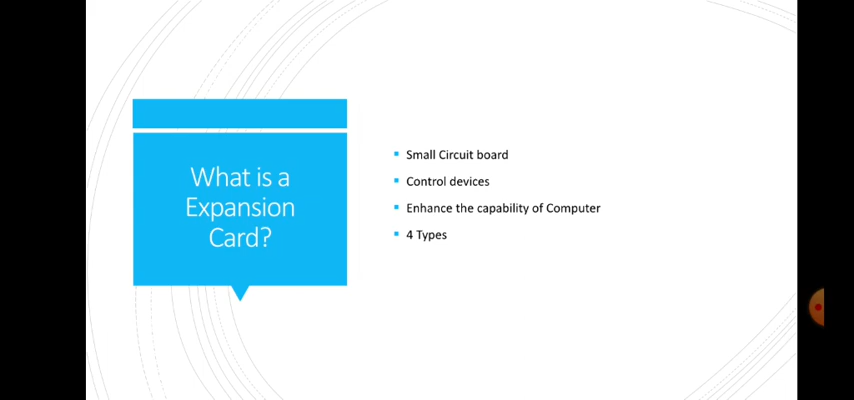 What is a
Expansion
Card?
Small Circuit board
Control devices
Enhance the capability of Computer
4 Types